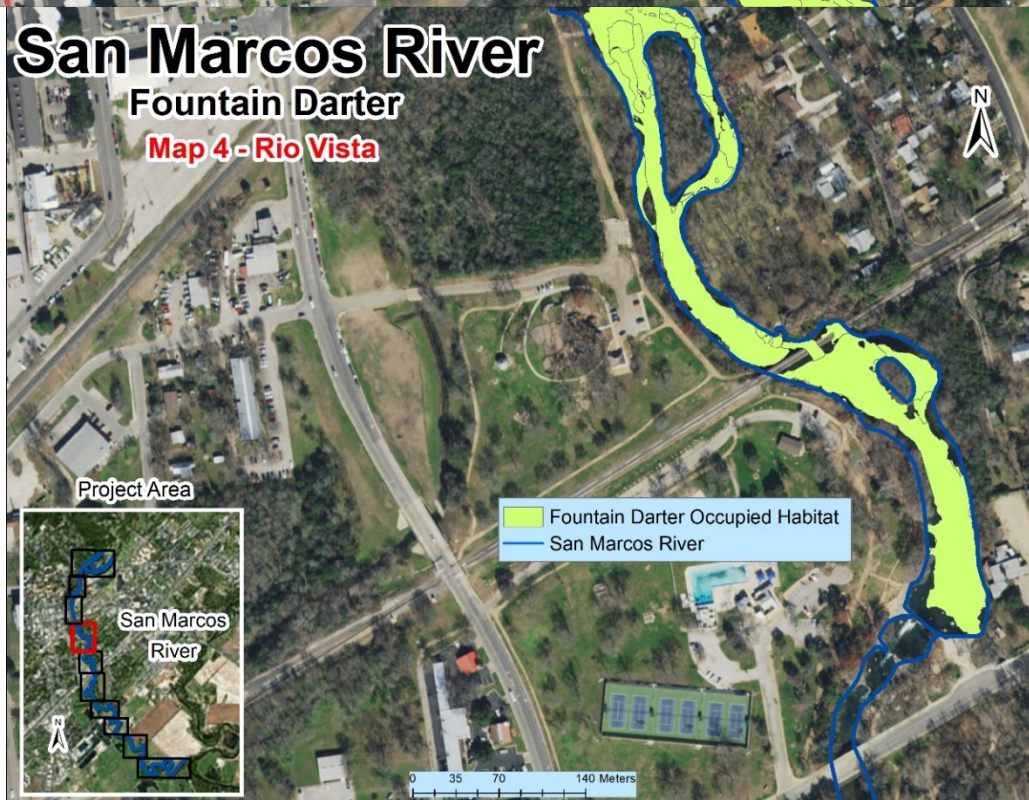 San Marcos River
Fountain Darter
Map 4 - Rio Vista
N
Fountain Darter Occupied Habitat
San Marcos River
Project Area
San Marcos
River
N
0 35 70 140 Meters